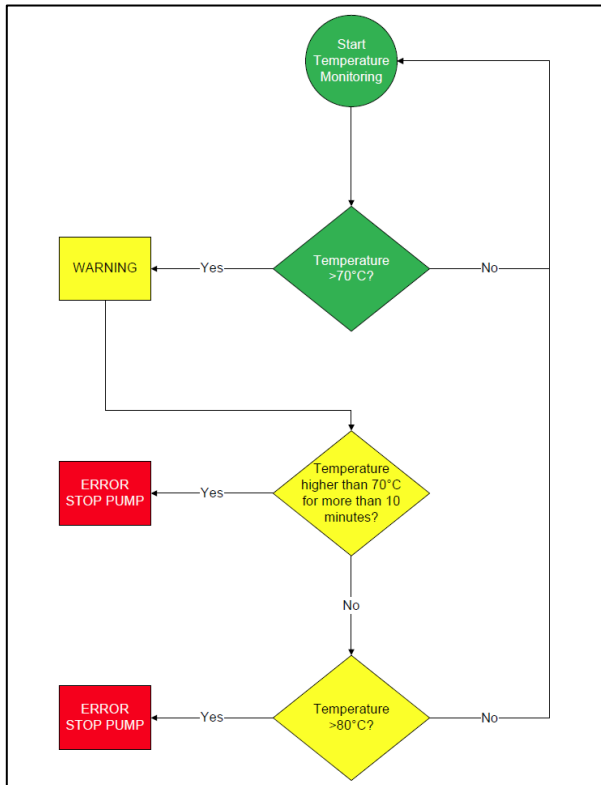 Start
Temperature
Monitoring
WARNING
Yes
Temperature
>70°C?
No
ERROR
STOP PUMP
Yes
Temperature
higher than 70°C
for more than 10
minutes?
No
ERROR
STOP PUMP
Yes
Temperature
>80°C?
No